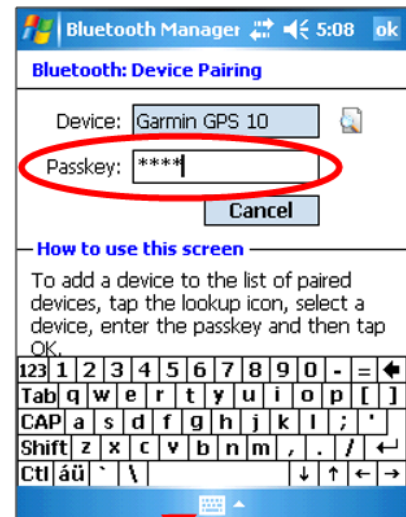 Bluetooth Manager 5:08 ok
Bluetooth: Device Pairing
Device: Garmin GPS 10
Passkey: ****
Cancel
How to use this screen
To add a device to the list of paired
devices, tap the lookup icon, select a
device, enter the passkey and then tap
OK.
123 1 2 3 4 5 6 7 8 9 0 - =
Tab q w e r t y u i o p [ ]
CAP a s d f g h j k l ; '
Shift z x c v b n m , . /
Ctl áü ` \